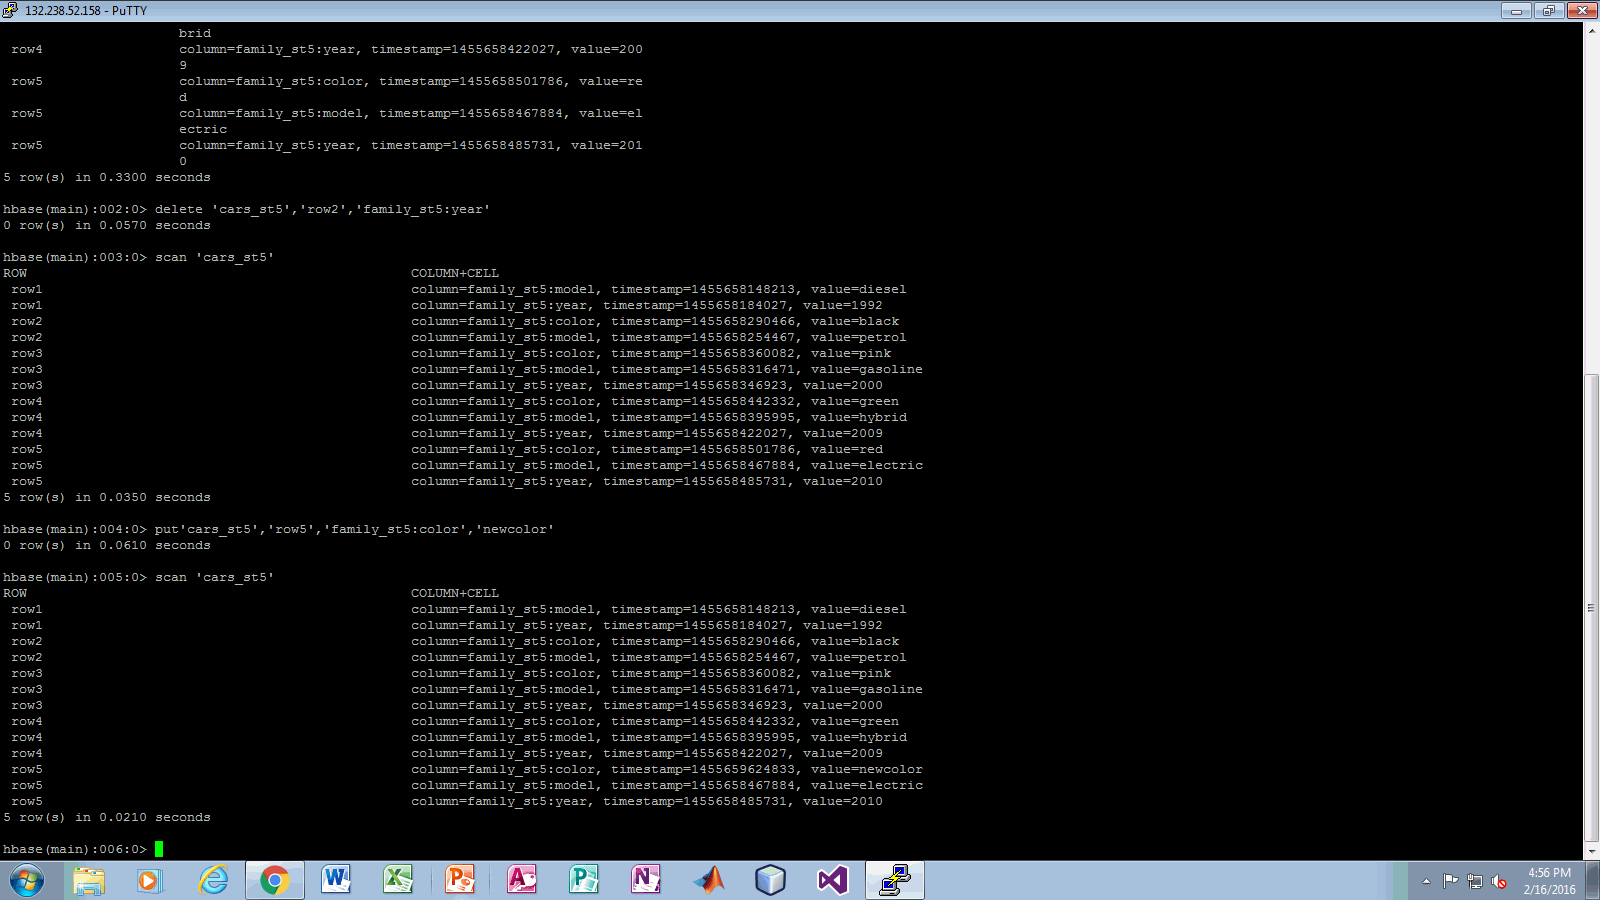 132.238.52.158 - PuTTY
brid
row4 column=family_st5:year, timestamp=1455658422027, value=200
9
row5 column=family_st5:color, timestamp=1455658501786, value=re
d
row5 column=family_st5:model, timestamp=1455658467884, value=el
ectric
row5 column=family_st5:year, timestamp=1455658485731, value=201
0
5 row(s) in 0.3300 seconds
hbase(main):002:0> delete 'cars_st5','row2','family_st5:year'
0 row(s) in 0.0570 seconds
hbase(main):003:0> scan 'cars_st5'
ROW COLUMN+CELL
row1 column=family_st5:model, timestamp=1455658148213, value=diesel
row1 column=family_st5:year, timestamp=1455658184027, value=1992
row2 column=family_st5:color, timestamp=1455658290466, value=black
row2 column=family_st5:model, timestamp=1455658254467, value=petrol
row3 column=family_st5:color, timestamp=1455658360082, value=pink
row3 column=family_st5:model, timestamp=1455658316471, value=gasoline
row3 column=family_st5:year, timestamp=1455658346923, value=2000
row4 column=family_st5:color, timestamp=1455658442332, value=green
row4 column=family_st5:model, timestamp=1455658395995, value=hybrid
row4 column=family_st5:year, timestamp=1455658422027, value=2009
row5 column=family_st5:color, timestamp=1455658501786, value=red
row5 column=family_st5:model, timestamp=1455658467884, value=electric
row5 column=family_st5:year, timestamp=1455658485731, value=2010
5 row(s) in 0.0350 seconds
hbase(main):004:0> put'cars_st5','row5','family_st5:color','newcolor'
0 row(s) in 0.0610 seconds
hbase(main):005:0> scan 'cars_st5'
ROW COLUMN+CELL
row1 column=family_st5:model, timestamp=1455658148213, value=diesel
row1 column=family_st5:year, timestamp=1455658184027, value=1992
row2 column=family_st5:color, timestamp=1455658290466, value=black
row2 column=family_st5:model, timestamp=1455658254467, value=petrol
row3 column=family_st5:color, timestamp=1455658360082, value=pink
row3 column=family_st5:model, timestamp=1455658316471, value=gasoline
row3 column=family_st5:year, timestamp=1455658346923, value=2000
row4 column=family_st5:color, timestamp=1455658442332, value=green
row4 column=family_st5:model, timestamp=1455658395995, value=hybrid
row4 column=family_st5:year, timestamp=1455658422027, value=2009
row5 column=family_st5:color, timestamp=1455659624833, value=newcolor
row5 column=family_st5:model, timestamp=1455658467884, value=electric
row5 column=family_st5:year, timestamp=1455658485731, value=2010
5 row(s) in 0.0210 seconds
hbase(main):006:0>
4:56 PM
2/16/2016